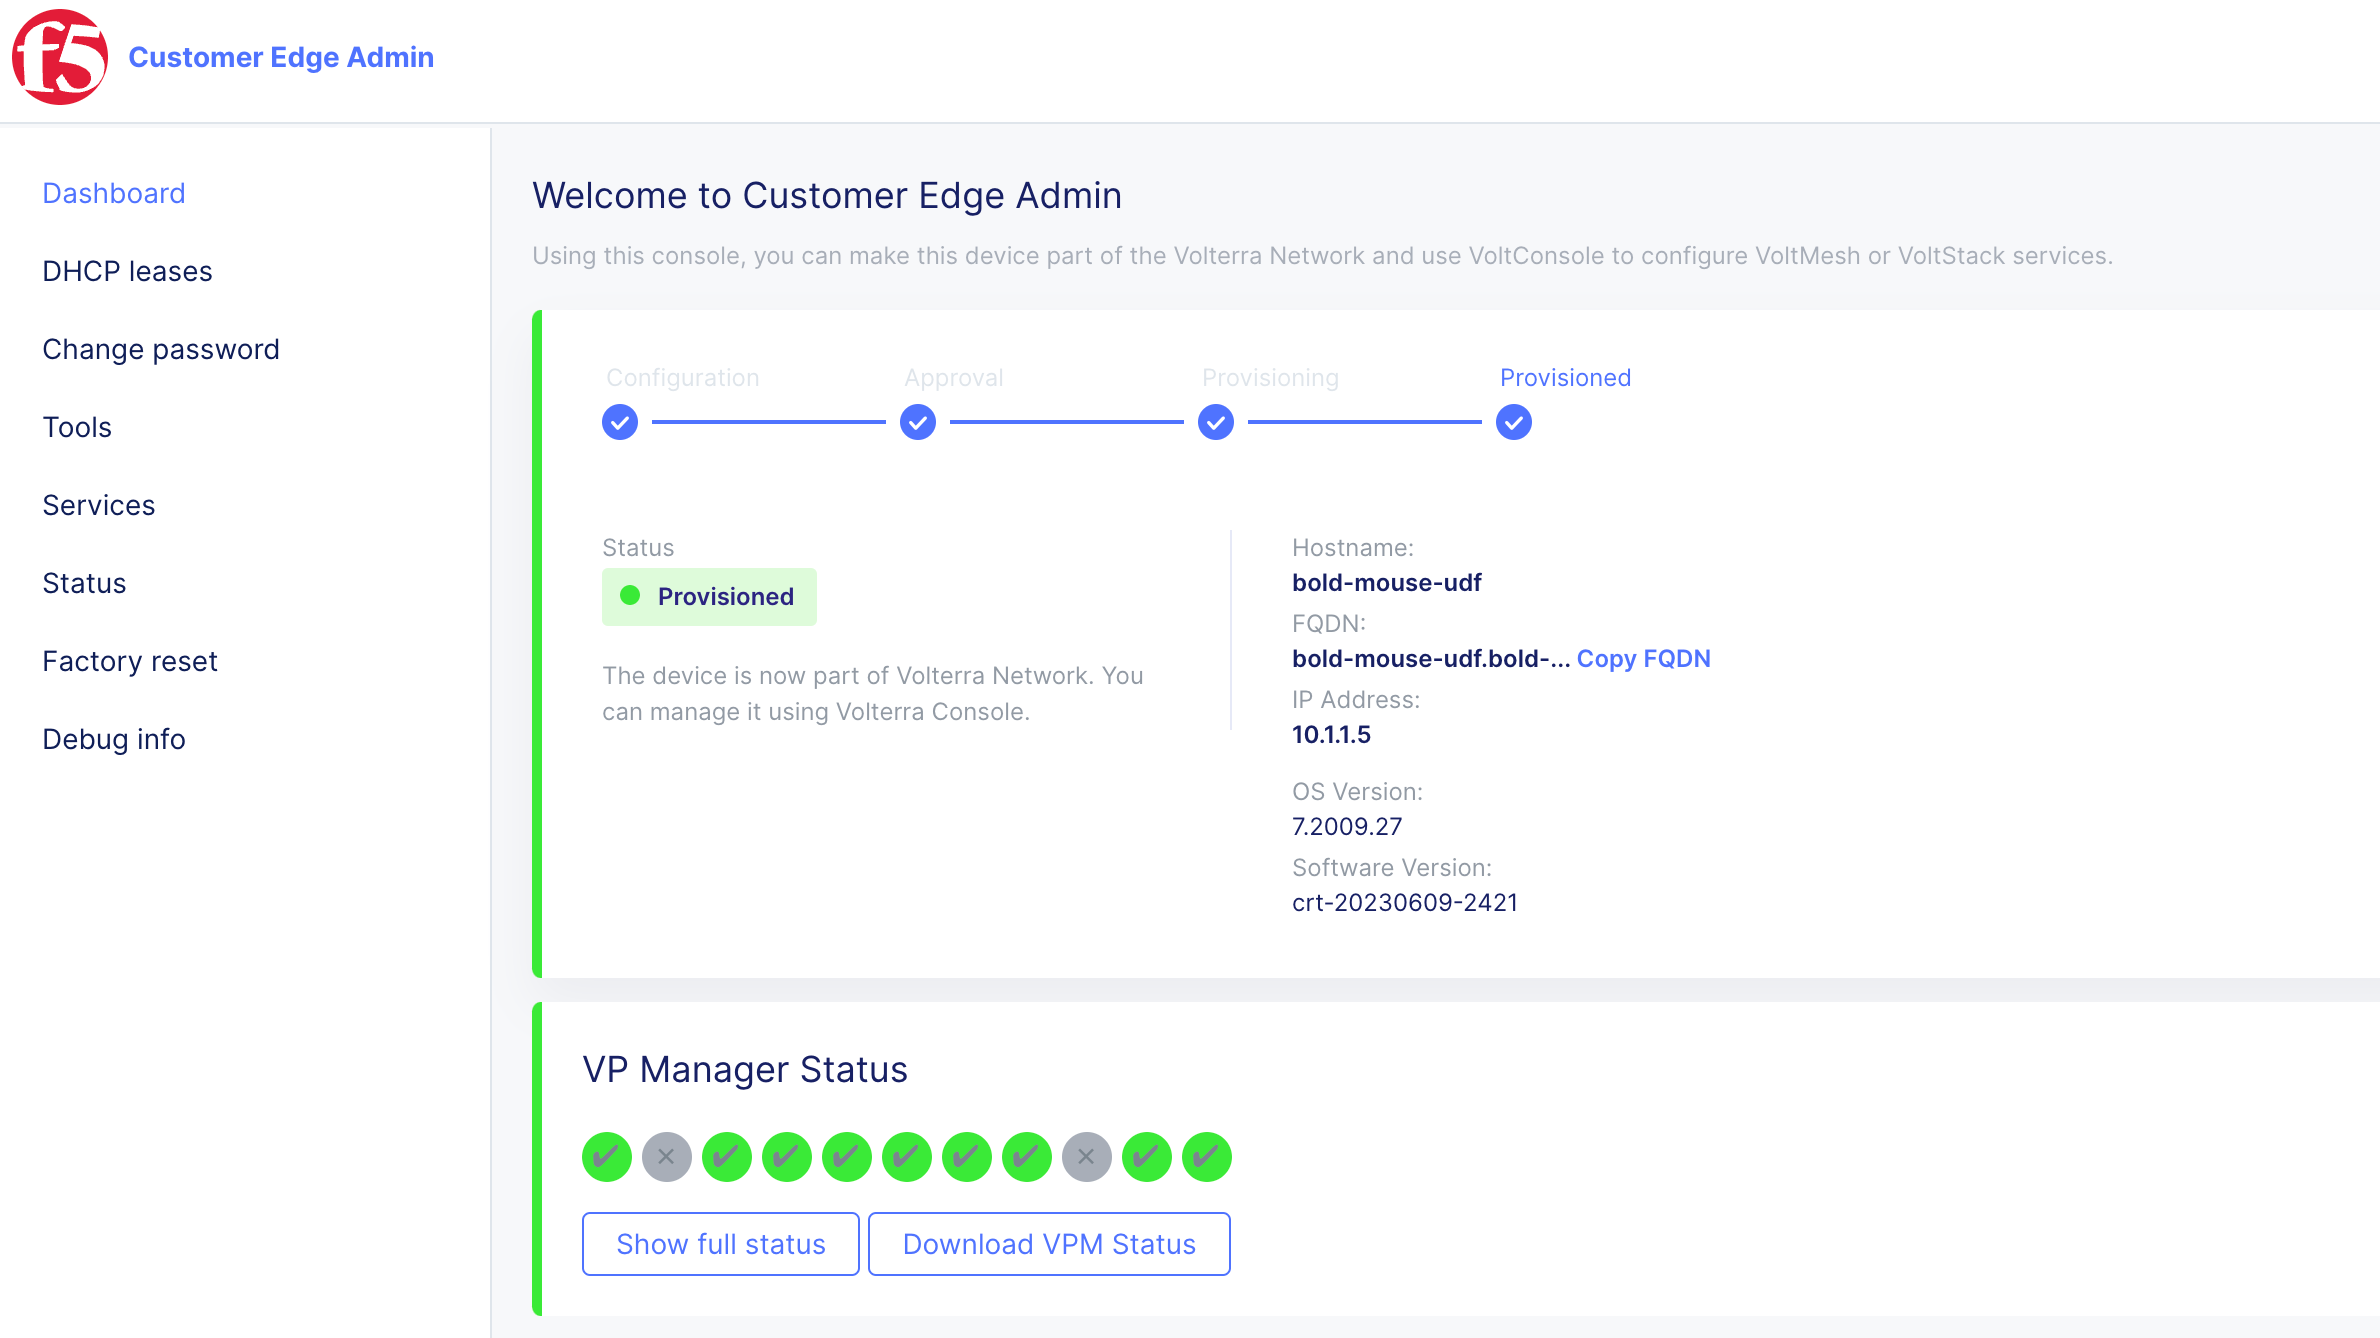 f5 Customer Edge Admin
Dashboard
DHCP leases
Change password
Tools
Services
Status
Factory reset
Debug info
Welcome to Customer Edge Admin
Using this console, you can make this device part of the Volterra Network and use VoltConsole to configure VoltMesh or VoltStack services.
Configuration Approval Provisioning Provisioned
Status
Provisioned
The device is now part of Volterra Network. You
can manage it using Volterra Console.
Hostname:
bold-mouse-udf
FQDN:
bold-mouse-udf.bold-... Copy FQDN
IP Address:
10.1.1.5
OS Version:
7.2009.27
Software Version:
crt-20230609-2421
VP Manager Status
Show full status Download VPM Status